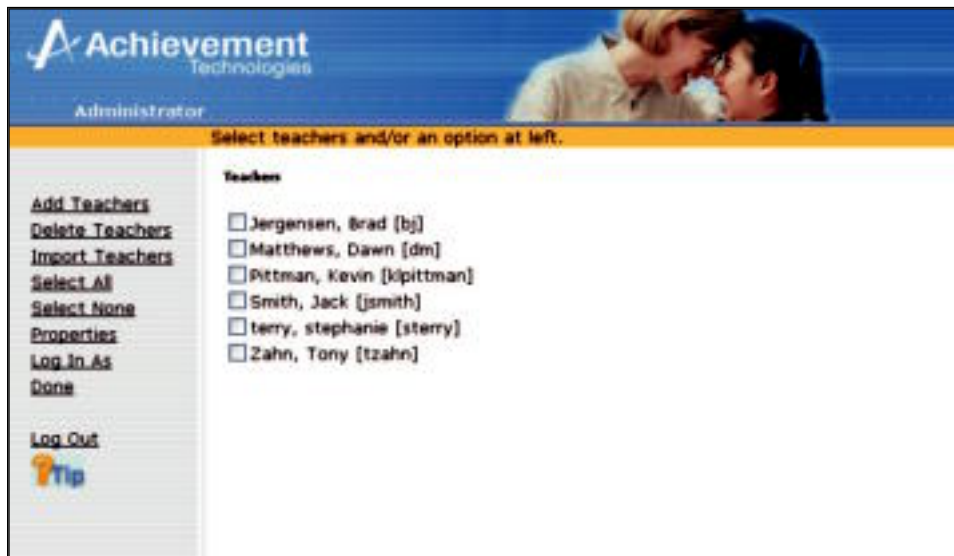 Achievement
Technologies
Administrator
Select teachers and/or an option at left.
Teachers
Add Teachers
Delete Teachers
Import Teachers
Select All
Select None
Properties
Log In As
Done
Log Out
?Tip
Jergensen, Brad [bj]
Matthews, Dawn [dm]
Pittman, Kevin [klpittman]
Smith, Jack [jsmith]
terry, stephanie [sterry]
Zahn, Tony [tzahn]